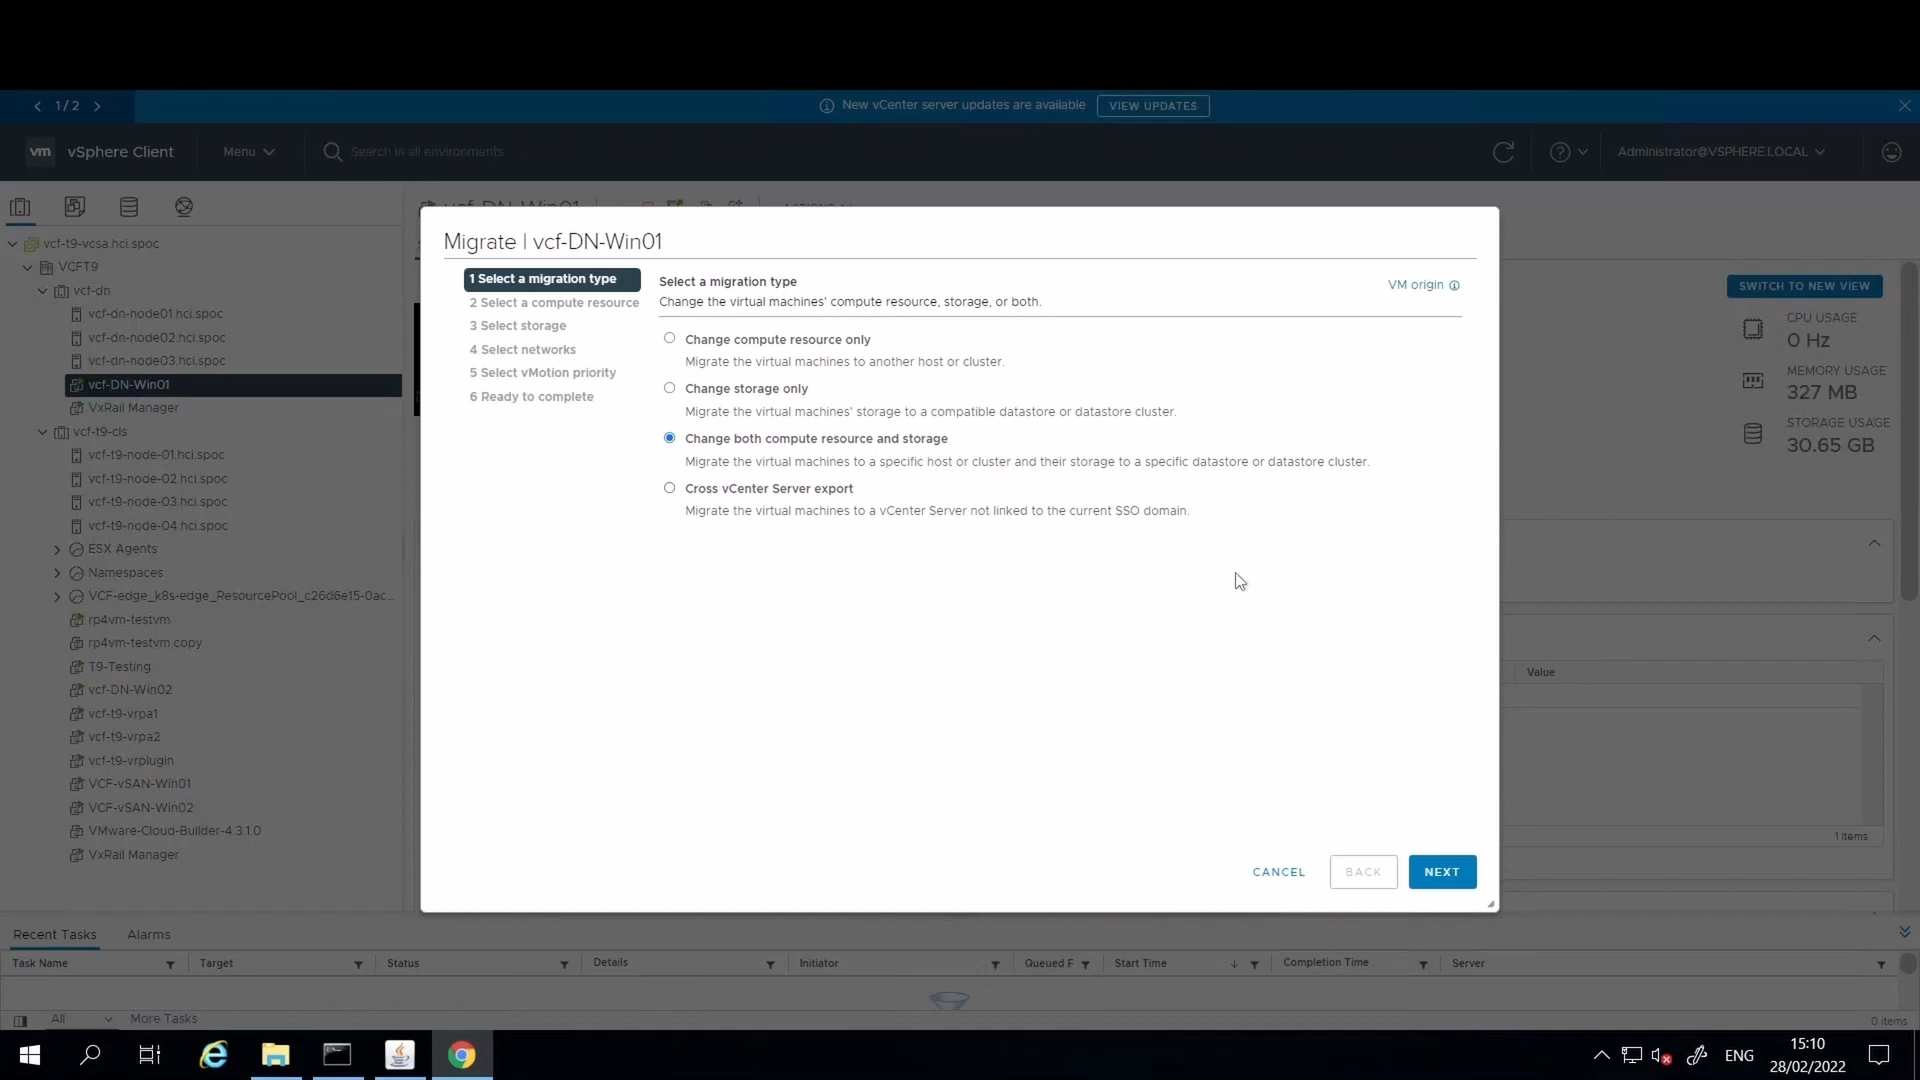 1 / 2
New vCenter server updates are available
VIEW UPDATES
vm
vSphere Client
Menu
Search in all environments
Administrator@VSPHERE.LOCAL
vcf-t9-vcsa.hci.spoc
VCFT9
vcf-dn
vcf-dn-node01.hci.spoc
vcf-dn-node02.hci.spoc
vcf-dn-node03.hci.spoc
vcf-DN-Win01
VxRail Manager
vcf-t9-cls
vcf-t9-node-01.hci.spoc
vcf-t9-node-02.hci.spoc
vcf-t9-node-03.hci.spoc
vcf-t9-node-04.hci.spoc
ESX Agents
Namespaces
VCF-edge_k8s-edge_ResourcePool_c26d6e15-0ac...
rp4vm-testvm
rp4vm-testvm.copy
T9-Testing
vcf-DN-Win02
vcf-t9-vrpa1
vcf-t9-vrpa2
vcf-t9-vrplugin
VCF-vSAN-Win01
VCF-vSAN-Win02
VMware-Cloud-Builder-4.3.1.0
VxRail Manager
Migrate | vcf-DN-Win01
1 Select a migration type
2 Select a compute resource
3 Select storage
4 Select networks
5 Select vMotion priority
6 Ready to complete
Select a migration type
Change the virtual machines' compute resource, storage, or both.
VM origin
Change compute resource only
Migrate the virtual machines to another host or cluster.
Change storage only
Migrate the virtual machines' storage to a compatible datastore or datastore cluster.
Change both compute resource and storage
Migrate the virtual machines to a specific host or cluster and their storage to a specific datastore or datastore cluster.
Cross vCenter Server export
Migrate the virtual machines to a vCenter Server not linked to the current SSO domain.
CANCEL
BACK
NEXT
SWITCH TO NEW VIEW
CPU USAGE
0 Hz
MEMORY USAGE
327 MB
STORAGE USAGE
30.65 GB
Value
1 items
Recent Tasks
Alarms
Task Name
Target
Status
Details
Initiator
Queued F
Start Time
Completion Time
Server
All
More Tasks
0 items
ENG
15:10
28/02/2022